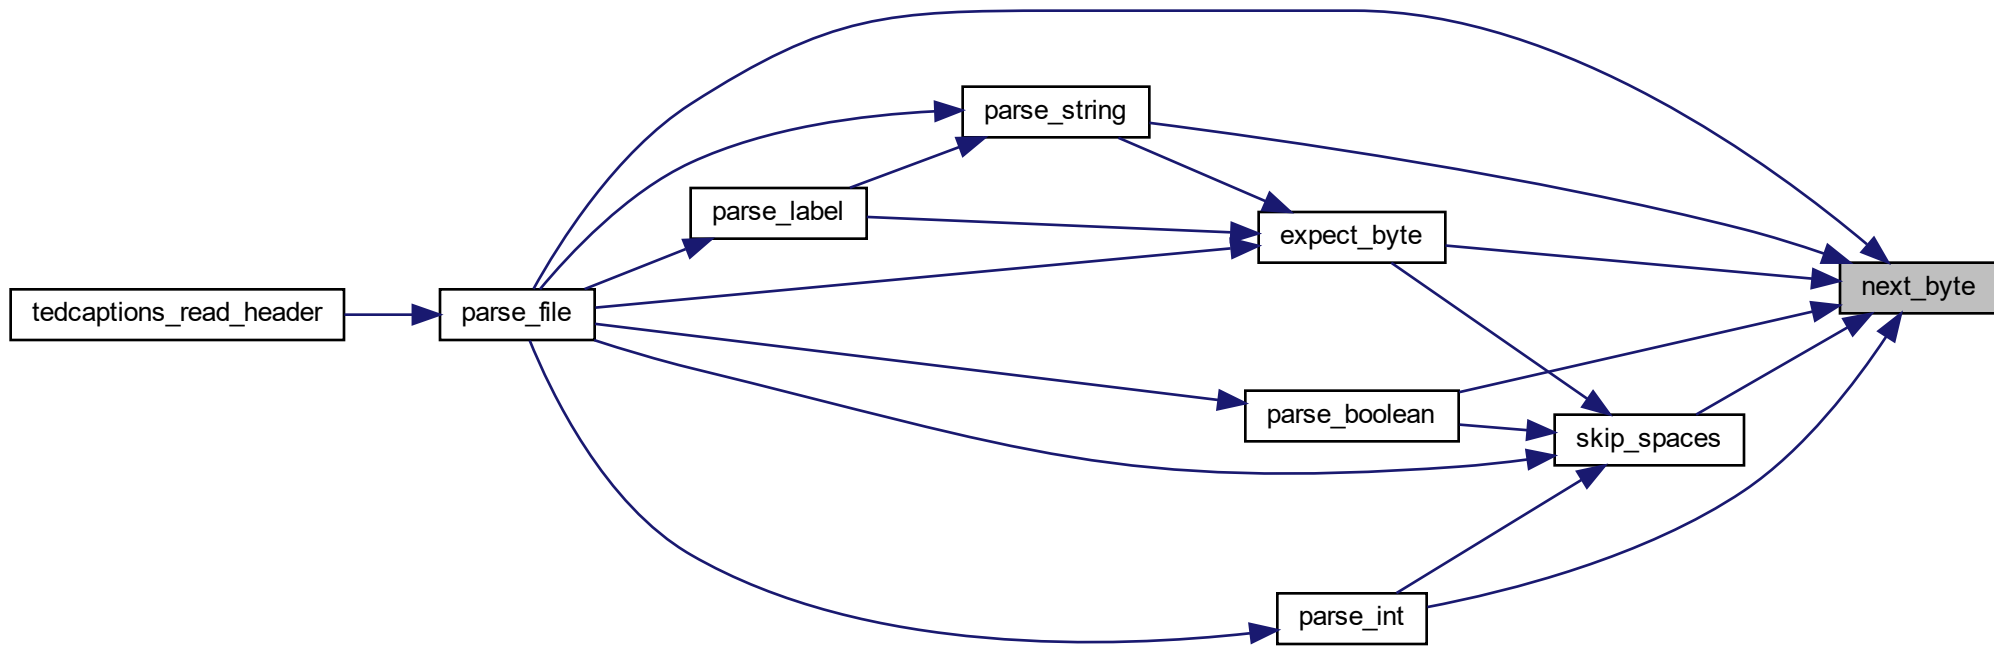 parse_string
parse_label
expect_byte
next_byte
tedcaptions_read_header
parse_file
parse_boolean
skip_spaces
parse_int